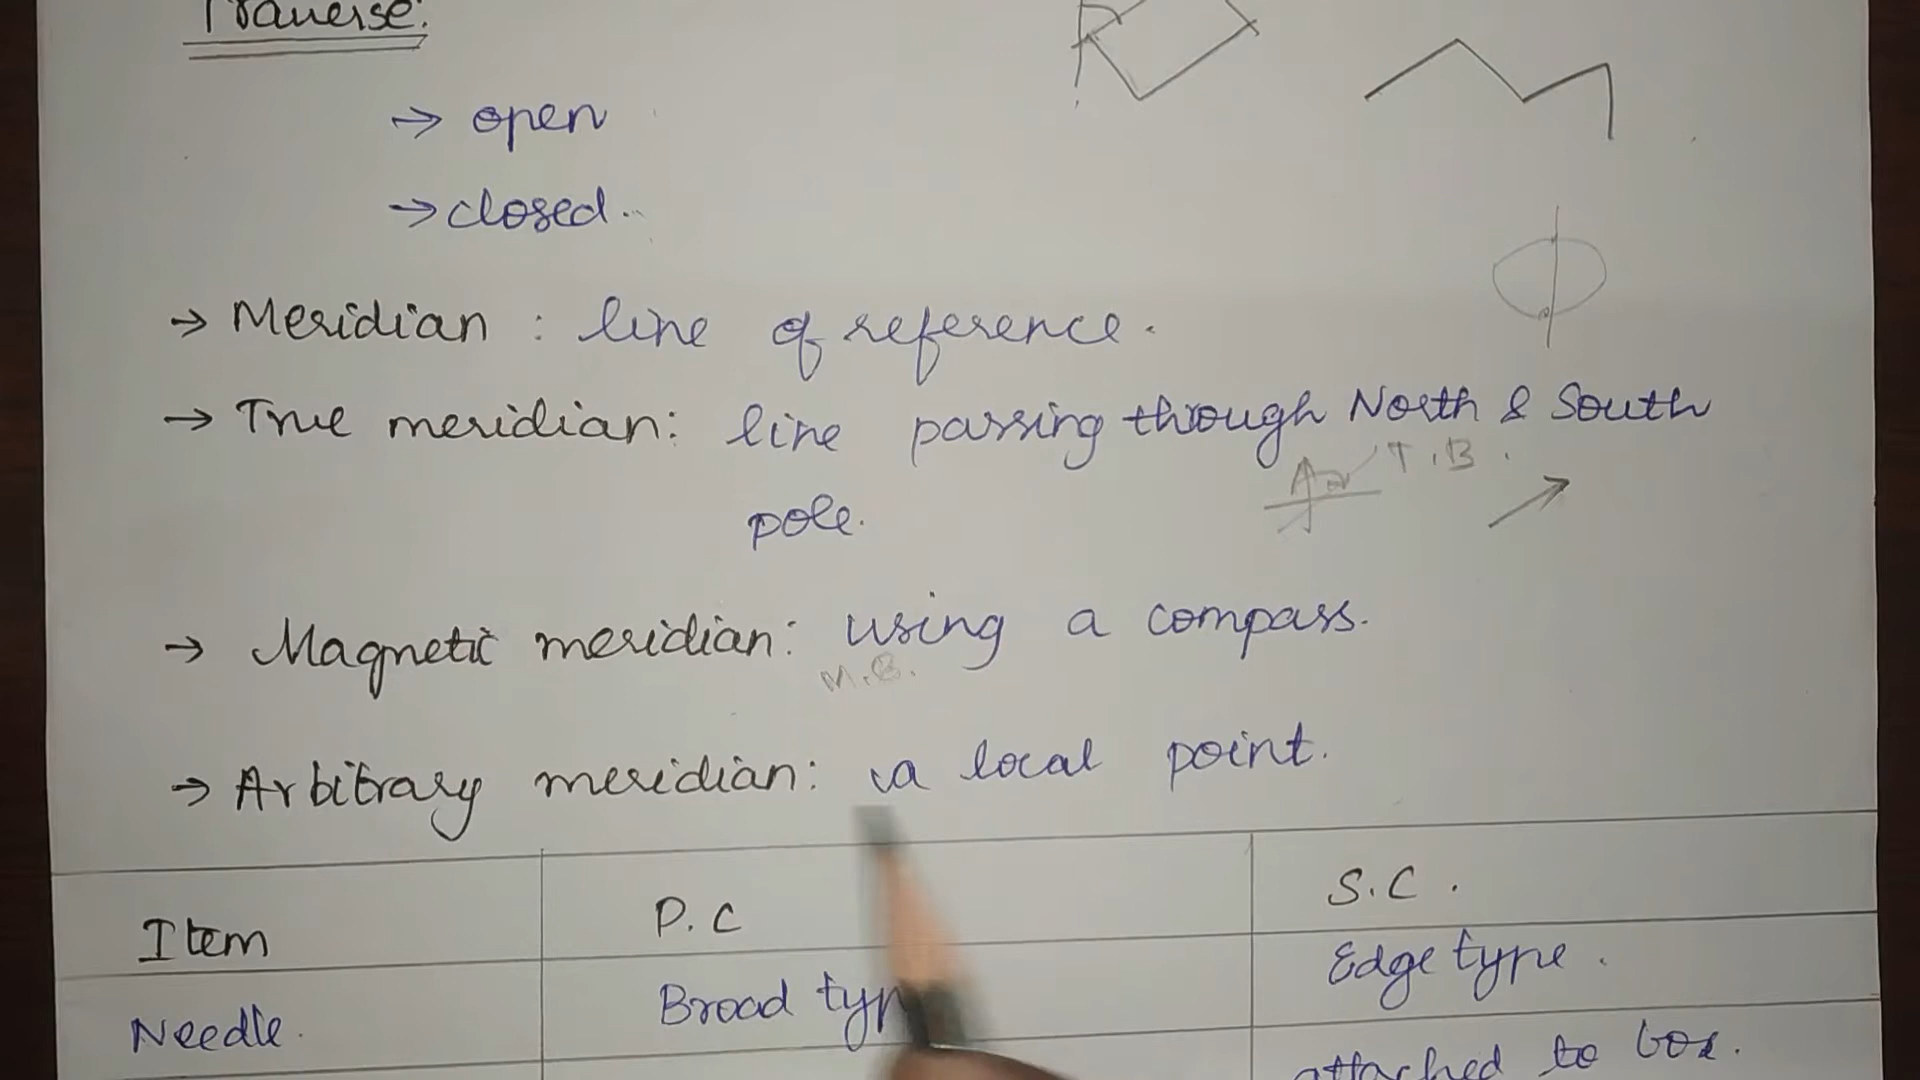 Traverse:
→ open
→ closed.
→ Meridian : line of reference.
→ True meridian: line passing through North & South
T.B.
pole.
→ Magnetic meridian: using a compass.
M.B.
→ Arbitrary meridian: a local point.
Item P.C S.C.
Needle. Broad Edge type.
attached to box.